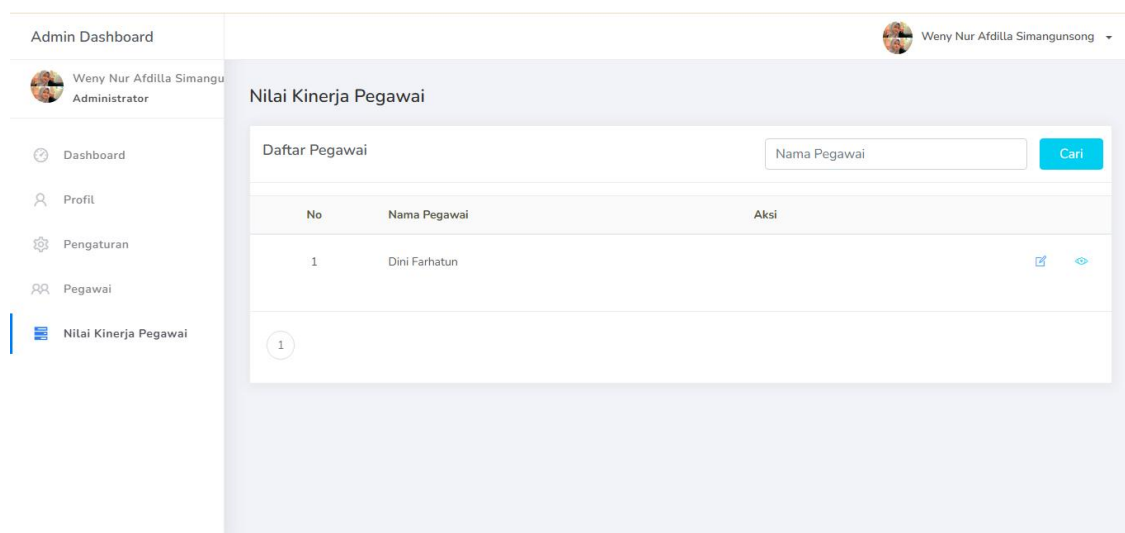 Admin Dashboard
Weny Nur Afdilla Simangunsong
Weny Nur Afdilla Simangu
Administrator
Dashboard
Profil
Pengaturan
Pegawai
Nilai Kinerja Pegawai
Nilai Kinerja Pegawai
Daftar Pegawai
Nama Pegawai
Cari
No Nama Pegawai Aksi
1 Dini Farhatun
1